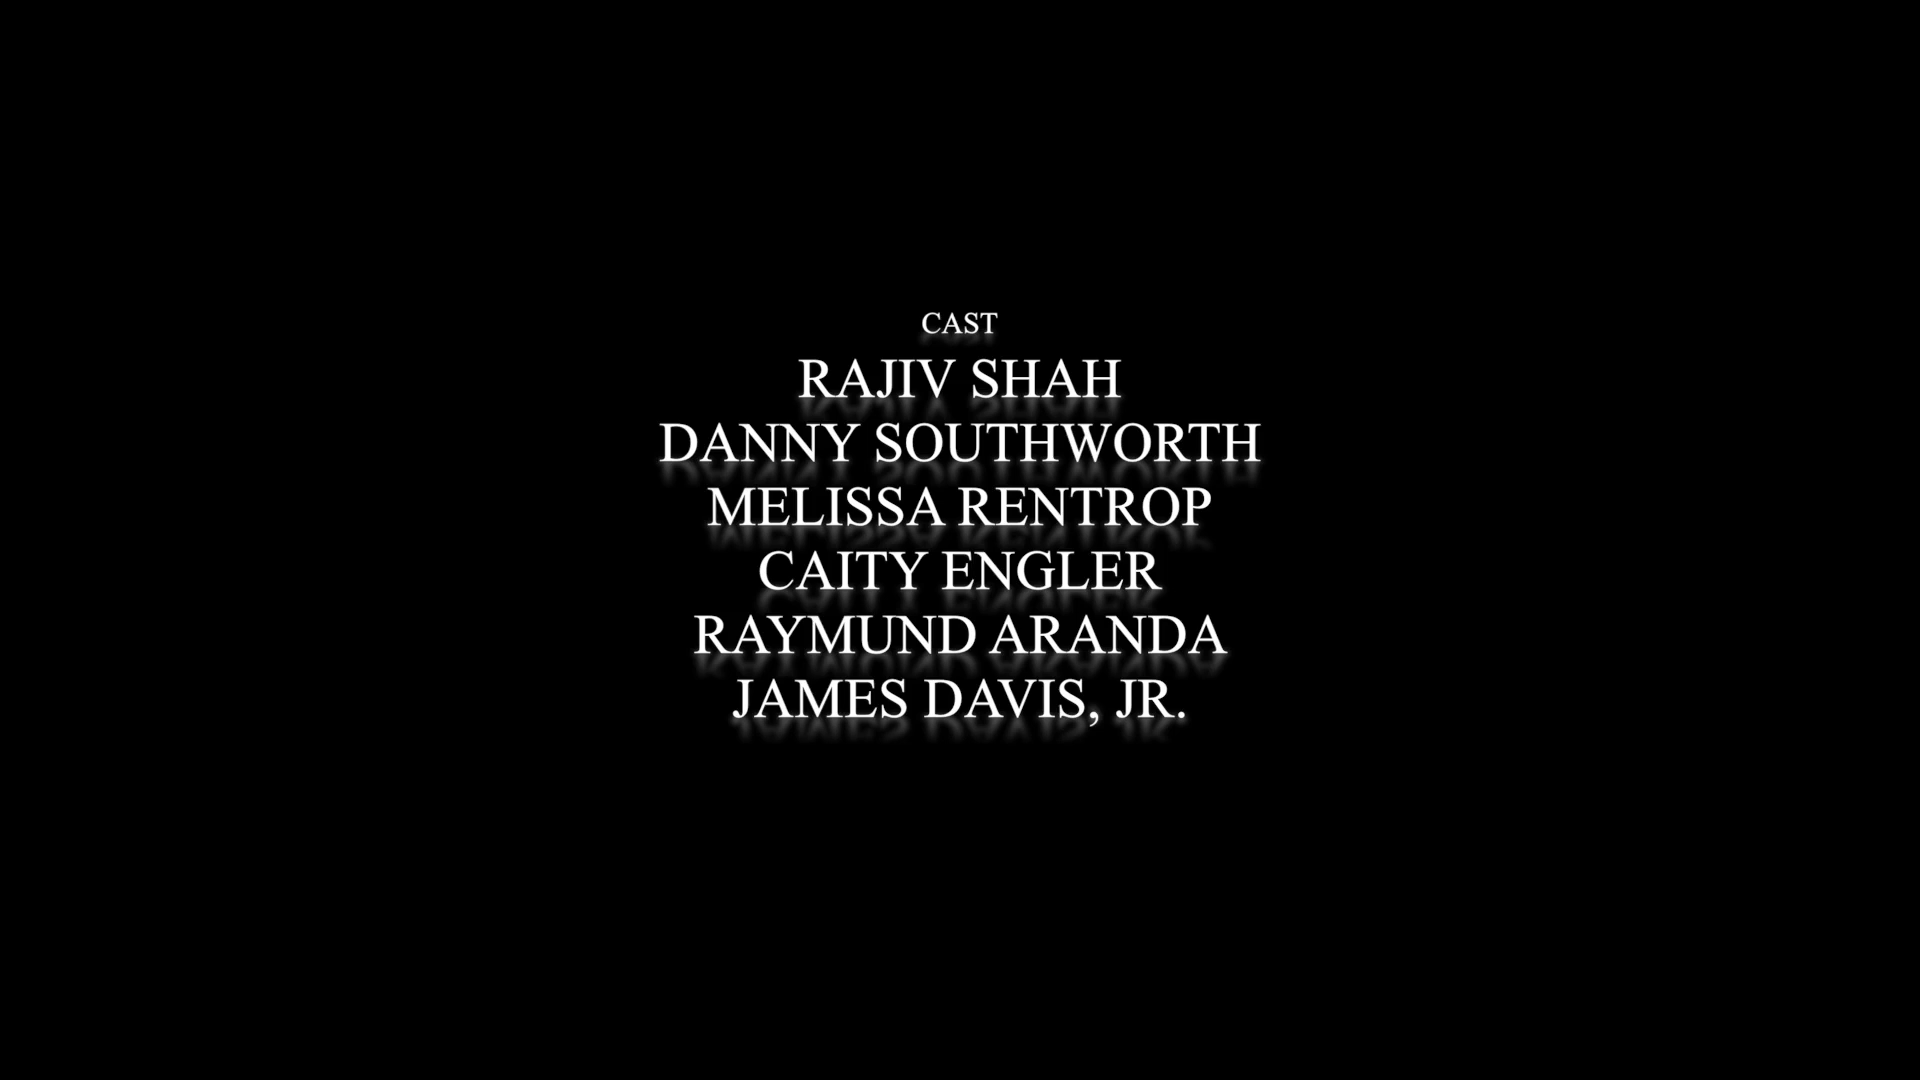 CAST
RAJIV SHAH
DANNY SOUTHWORTH
MELISSA RENTROP
CAITY ENGLER
RAYMUND ARANDA
JAMES DAVIS, JR.